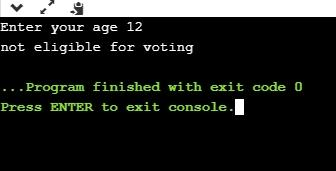 Enter your age 12
not eligible for voting
...Program finished with exit code 0
Press ENTER to exit console.